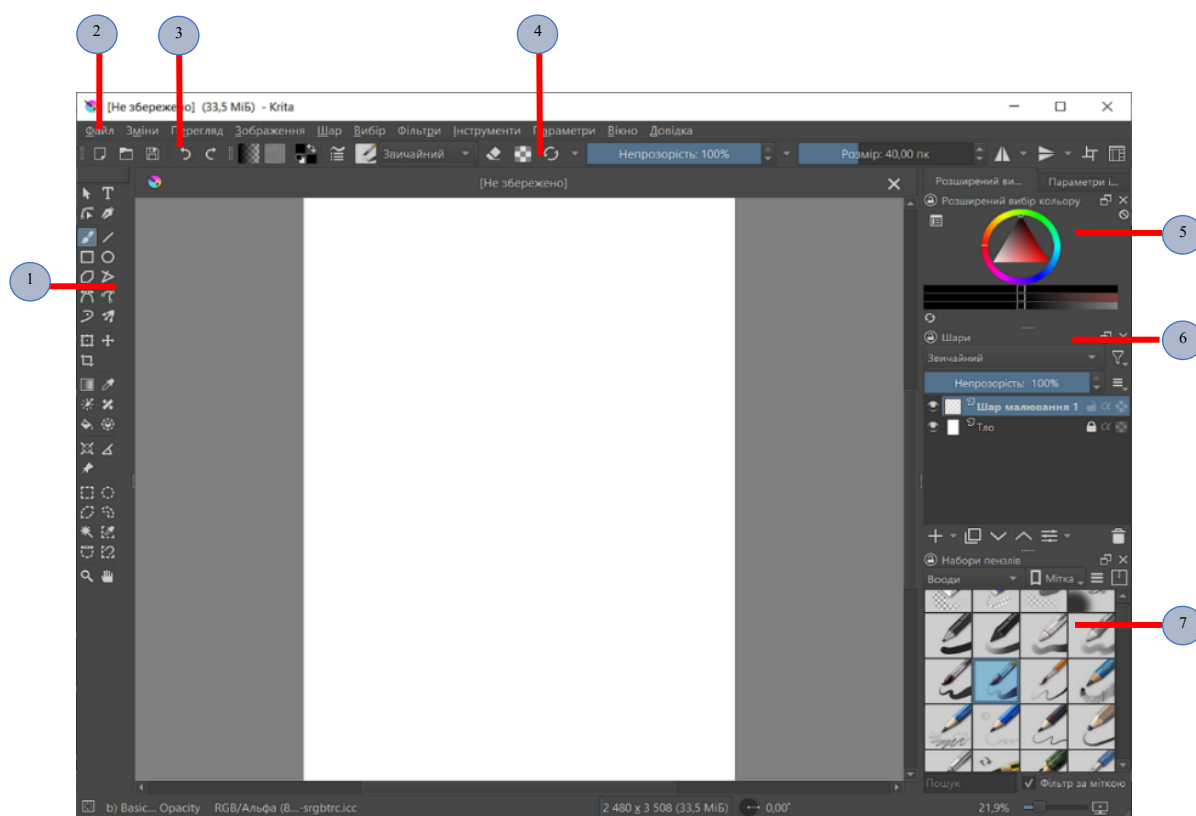 2
3
4
[Не збережено] (33,5 МіБ) - Krita
Файл Зміни Перегляд Зображення Шар Вибір Фільтри Інструменти Параметри Вікно Довідка
Звичайний
Непрозорість: 100%
Розмір: 40,00 пк
[Не збережено]
Розширений ви...
Параметри і...
Розширений вибір кольору
5
1
Шари
6
Звичайний
Непрозорість: 100%
Шар малювання 1
Тло
Набори пензлів
Мітка
7
Пошук
Фільтр за міткою
b) Basic... Opacity
RGB/Альфа (8...-srgbtrc.icc
2 480 x 3 508 (33,5 МіБ)
0,00°
21,9%